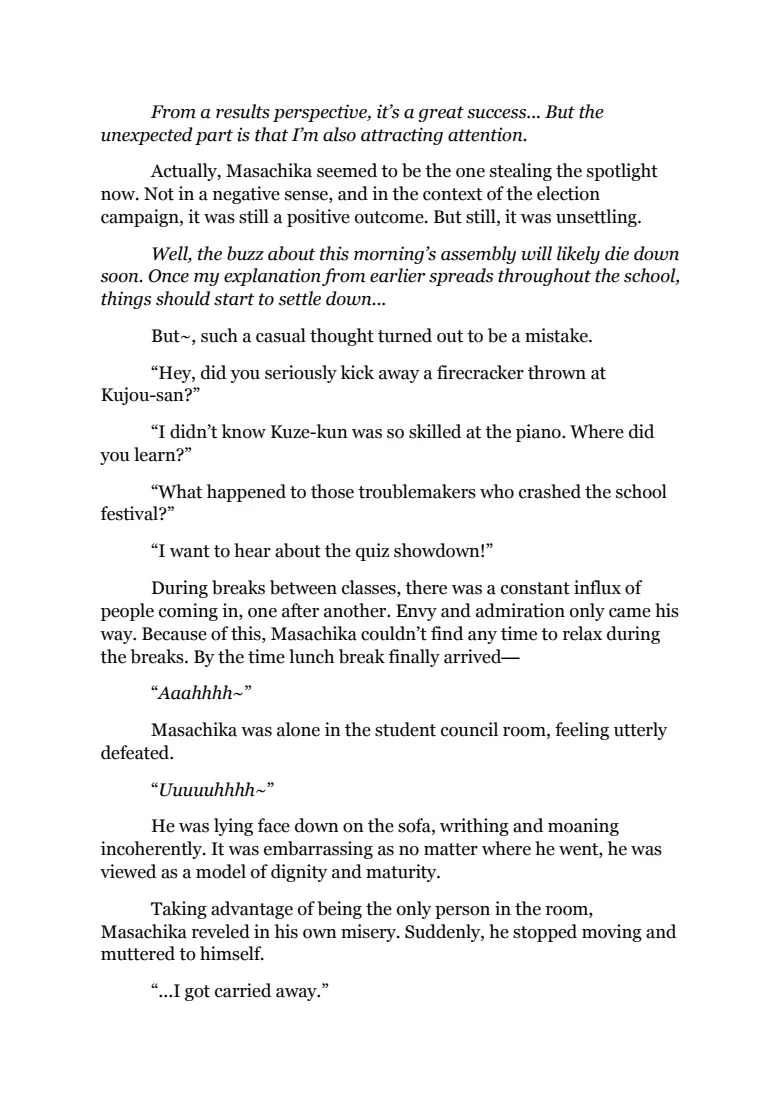 From a results perspective, it’s a great success... But the
unexpected part is that I’m also attracting attention.
Actually, Masachika seemed to be the one stealing the spotlight
now. Not in a negative sense, and in the context of the election
campaign, it was still a positive outcome. But still, it was unsettling.
Well, the buzz about this morning’s assembly will likely die down
soon. Once my explanation from earlier spreads throughout the school,
things should start to settle down...
But~, such a casual thought turned out to be a mistake.
“Hey, did you seriously kick away a firecracker thrown at
Kujou-san?”
“I didn’t know Kuze-kun was so skilled at the piano. Where did
you learn?”
“What happened to those troublemakers who crashed the school
festival?”
“I want to hear about the quiz showdown!”
During breaks between classes, there was a constant influx of
people coming in, one after another. Envy and admiration only came his
way. Because of this, Masachika couldn’t find any time to relax during
the breaks. By the time lunch break finally arrived—
“Aaahhhh~”
Masachika was alone in the student council room, feeling utterly
defeated.
“Uuuuuhhhh~”
He was lying face down on the sofa, writhing and moaning
incoherently. It was embarrassing as no matter where he went, he was
viewed as a model of dignity and maturity.
Taking advantage of being the only person in the room,
Masachika reveled in his own misery. Suddenly, he stopped moving and
muttered to himself.
“...I got carried away.”